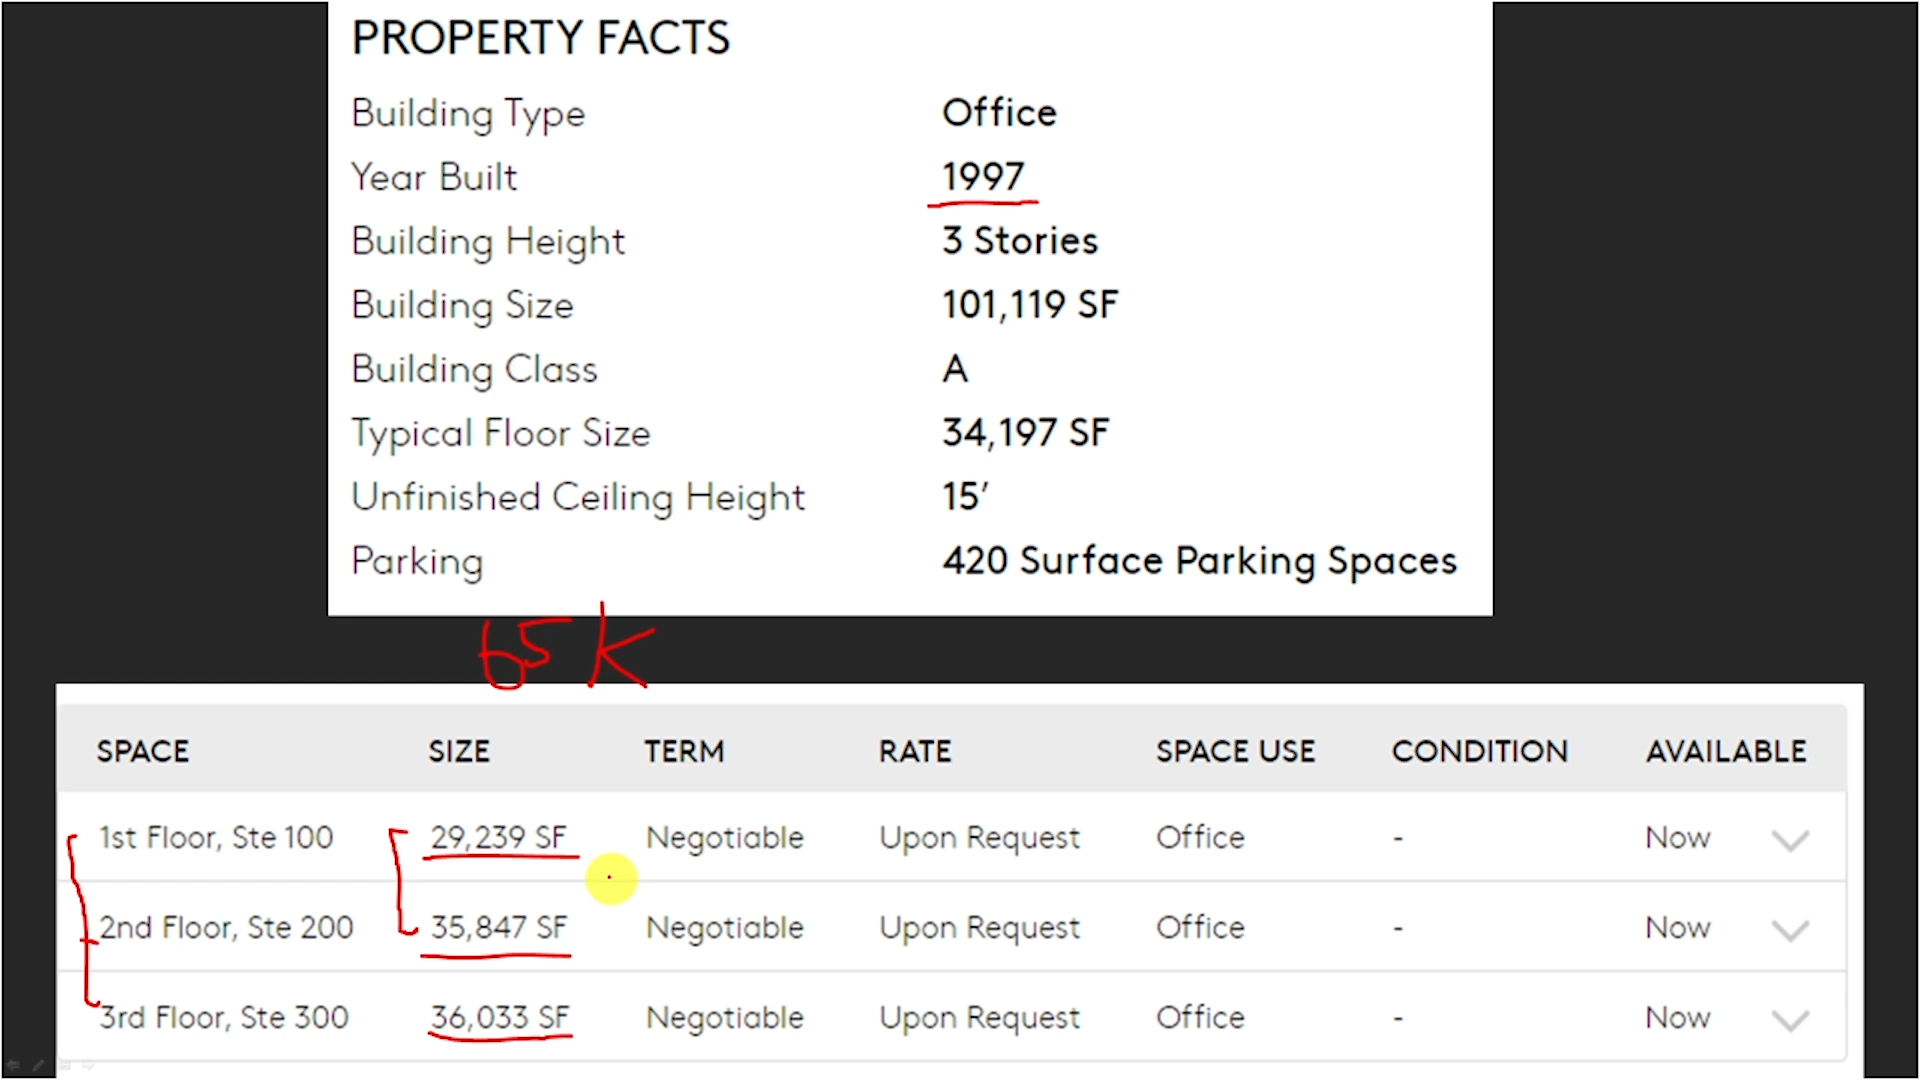 PROPERTY FACTS
Building Type Office
Year Built 1997
Building Height 3 Stories
Building Size 101,119 SF
Building Class A
Typical Floor Size 34,197 SF
Unfinished Ceiling Height 15′
Parking 420 Surface Parking Spaces
65 K
SPACE SIZE TERM RATE SPACE USE CONDITION AVAILABLE
1st Floor, Ste 100 29,239 SF Negotiable Upon Request Office - Now
2nd Floor, Ste 200 35,847 SF Negotiable Upon Request Office - Now
3rd Floor, Ste 300 36,033 SF Negotiable Upon Request Office - Now